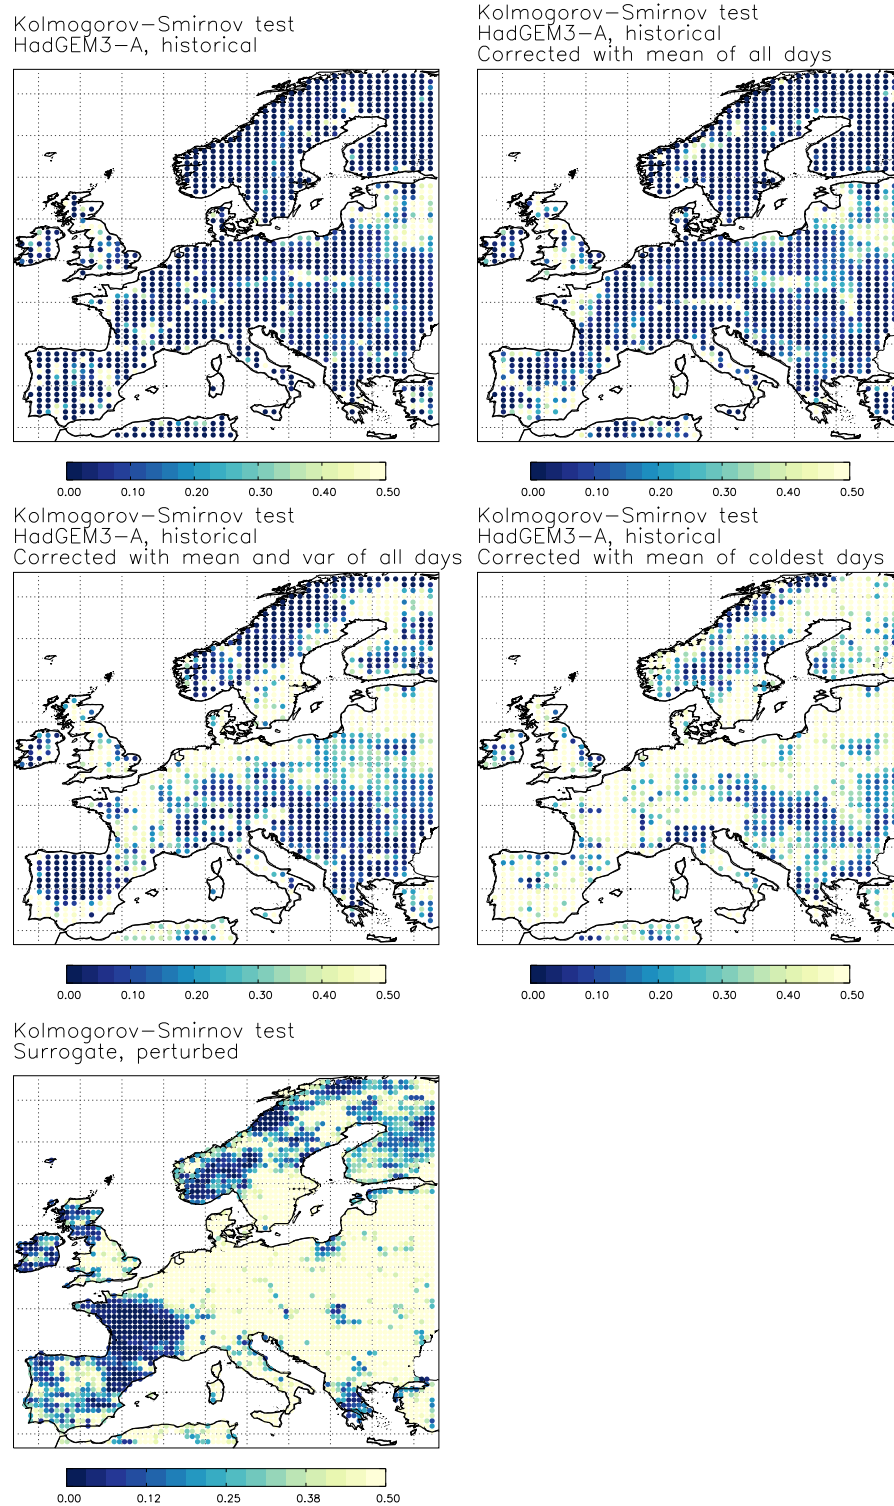 Kolmogorov-Smirnov test
HadGEM3-A, historical
0.00 0.10 0.20 0.30 0.40 0.50
Kolmogorov-Smirnov test
HadGEM3-A, historical
Corrected with mean of all days
0.00 0.10 0.20 0.30 0.40 0.50
Kolmogorov-Smirnov test
HadGEM3-A, historical
Corrected with mean and var of all days
0.00 0.10 0.20 0.30 0.40 0.50
Kolmogorov-Smirnov test
HadGEM3-A, historical
Corrected with mean of coldest days
0.00 0.10 0.20 0.30 0.40 0.50
Kolmogorov-Smirnov test
Surrogate, perturbed
0.00 0.12 0.25 0.38 0.50